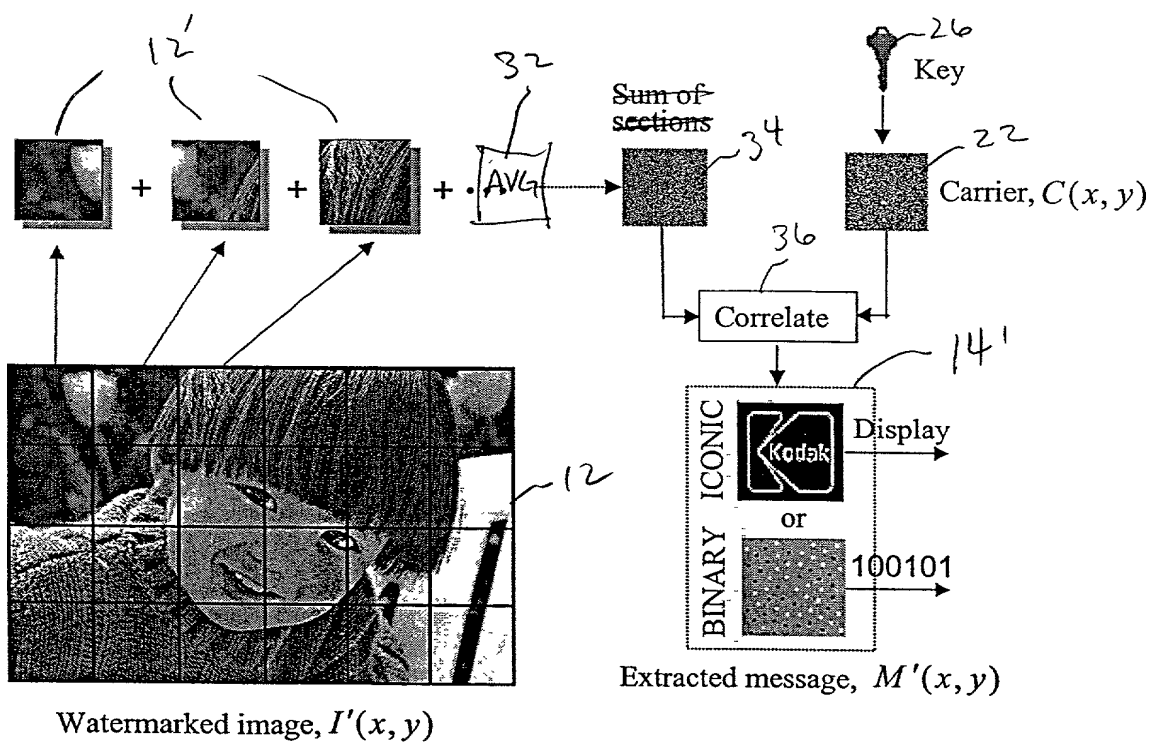 12'
32
26
Key
~~Sum of~~
~~sections~~
34
22
+ + + · AVG
Carrier, C(x, y)
36
Correlate
14'
ICONIC
Kodak
Display
12
or
BINARY
100101
Extracted message, M'(x, y)
Watermarked image, I'(x, y)